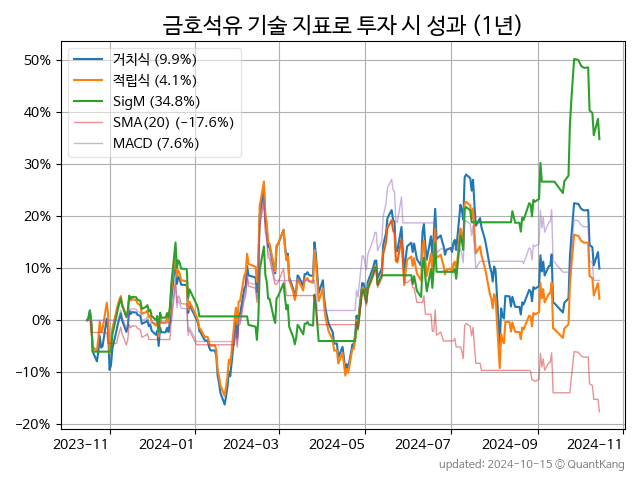 금호석유 기술 지표로 투자 시 성과 (1년)
거치식 (9.9%)
적립식 (4.1%)
SigM (34.8%)
SMA(20) (−17.6%)
MACD (7.6%)
50%
40%
30%
20%
10%
0%
−10%
−20%
2023-11
2024-01
2024-03
2024-05
2024-07
2024-09
2024-11
updated: 2024-10-15 © QuantKang